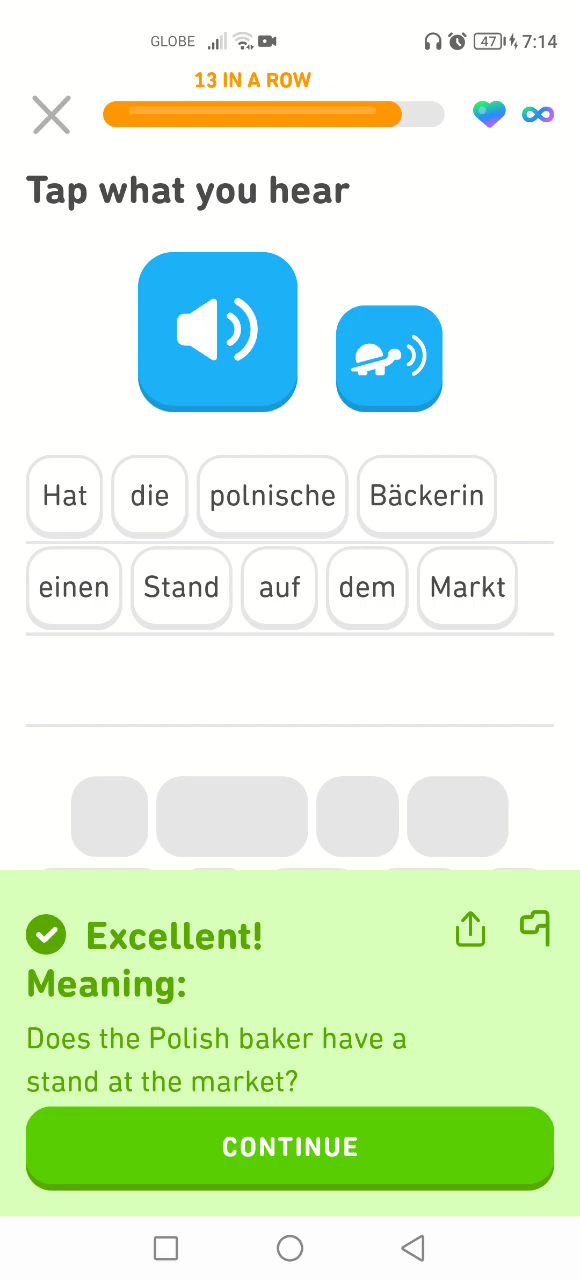 GLOBE 47 7:14
13 IN A ROW
Tap what you hear
Hat die polnische Bäckerin
einen Stand auf dem Markt
Excellent!
Meaning:
Does the Polish baker have a
stand at the market?
CONTINUE